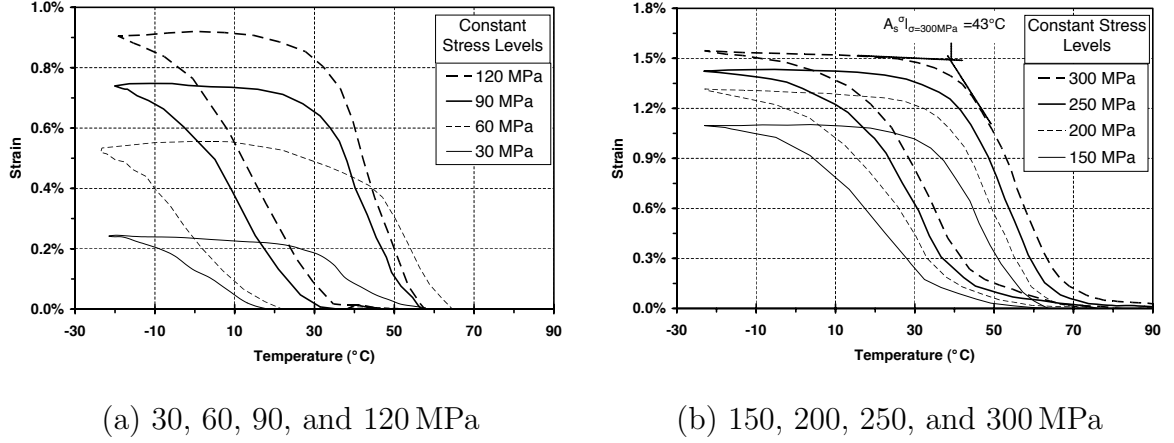 1.0%
0.8%
0.6%
0.4%
0.2%
0.0%
Strain
-30 -10 10 30 50 70 90
Temperature (°C)
Constant
Stress Levels
120 MPa
90 MPa
60 MPa
30 MPa
(a) 30, 60, 90, and 120 MPa
1.8%
1.5%
1.2%
0.9%
0.6%
0.3%
0.0%
Strain
-30 -10 10 30 50 70 90
Temperature (°C)
Aₛσ|σ=300MPa =43°C
Constant Stress
Levels
300 MPa
250 MPa
200 MPa
150 MPa
(b) 150, 200, 250, and 300 MPa